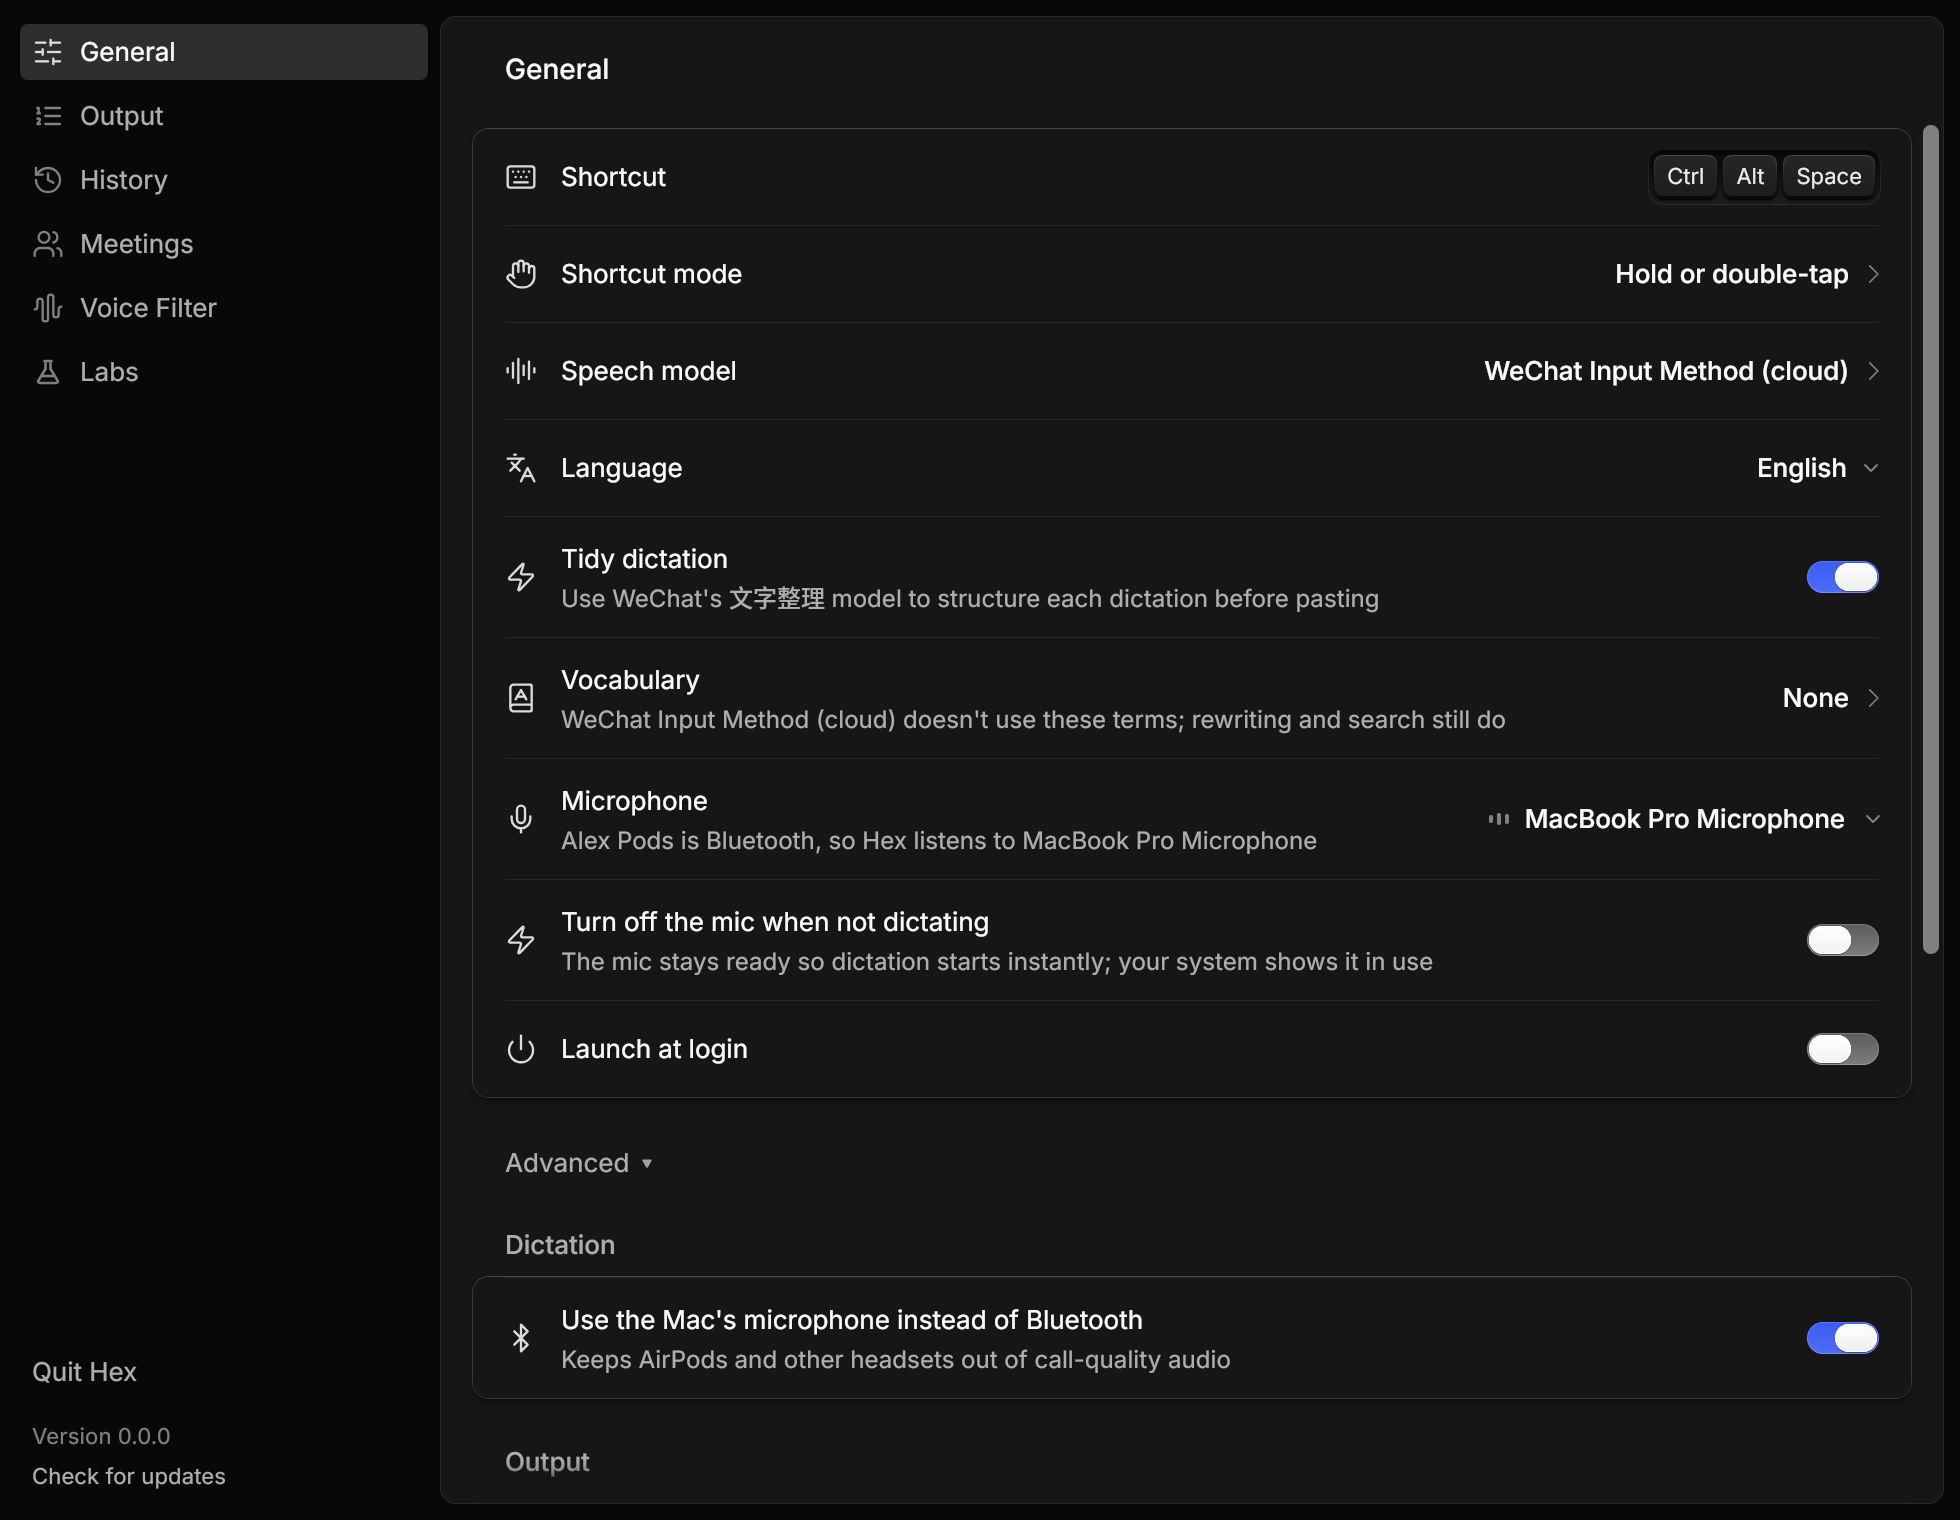 General
Output
History
Meetings
Voice Filter
Labs
Quit Hex
Version 0.0.0
Check for updates
General
Shortcut
Ctrl Alt Space
Shortcut mode
Hold or double-tap
Speech model
WeChat Input Method (cloud)
Language
English
Tidy dictation
Use WeChat's 文字整理 model to structure each dictation before pasting
Vocabulary
WeChat Input Method (cloud) doesn't use these terms; rewriting and search still do
None
Microphone
Alex Pods is Bluetooth, so Hex listens to MacBook Pro Microphone
MacBook Pro Microphone
Turn off the mic when not dictating
The mic stays ready so dictation starts instantly; your system shows it in use
Launch at login
Advanced
Dictation
Use the Mac's microphone instead of Bluetooth
Keeps AirPods and other headsets out of call-quality audio
Output